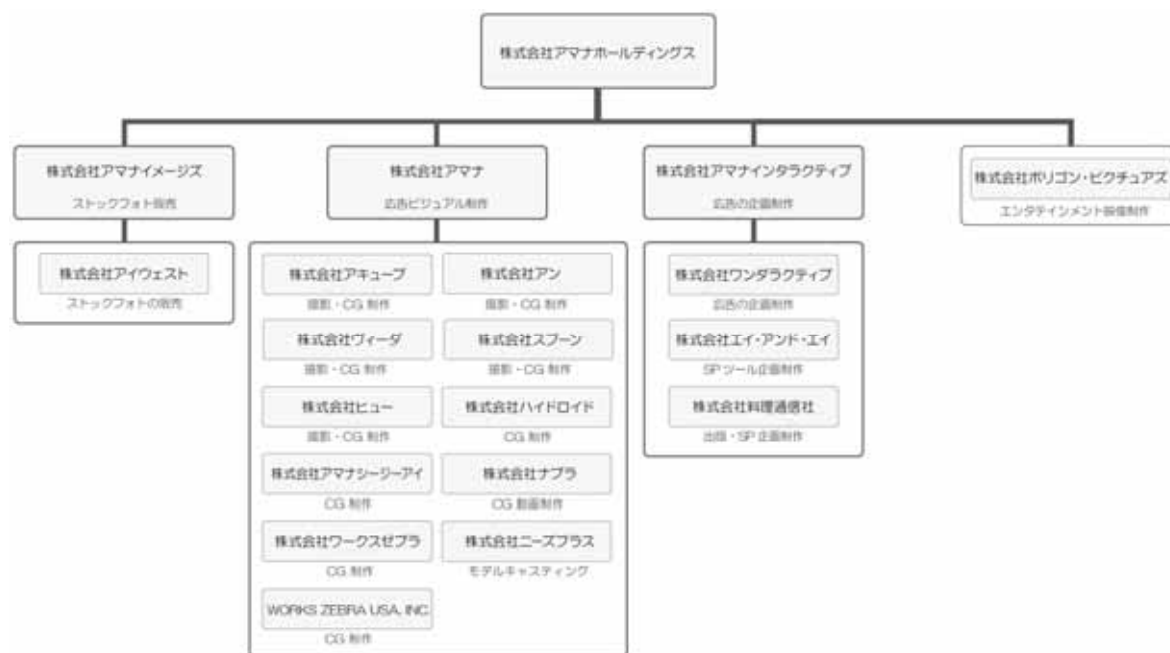 株式会社アマナホールディングス
株式会社アマナイメージズ
ストックフォト販売
株式会社アイウェスト
ストックフォトの販売
株式会社アマナ
広告ビジュアル制作
株式会社アキューブ
撮影・CG 制作
株式会社アン
撮影・CG 制作
株式会社ヴィーダ
撮影・CG 制作
株式会社スプーン
撮影・CG 制作
株式会社ヒュー
撮影・CG 制作
株式会社ハイドロイド
CG 制作
株式会社アマナシージーアイ
CG 制作
株式会社ナブラ
CG 動画制作
株式会社ワークスゼブラ
CG 制作
株式会社ニーズプラス
モデルキャスティング
WORKS ZEBRA USA, INC.
CG 制作
株式会社アマナインタラクティブ
広告の企画制作
株式会社ワンダラクティブ
広告の企画制作
株式会社エイ・アンド・エイ
SP ツール企画制作
株式会社料理通信社
出版・SP 企画制作
株式会社ポリゴン・ピクチュアズ
エンタテインメント映像制作